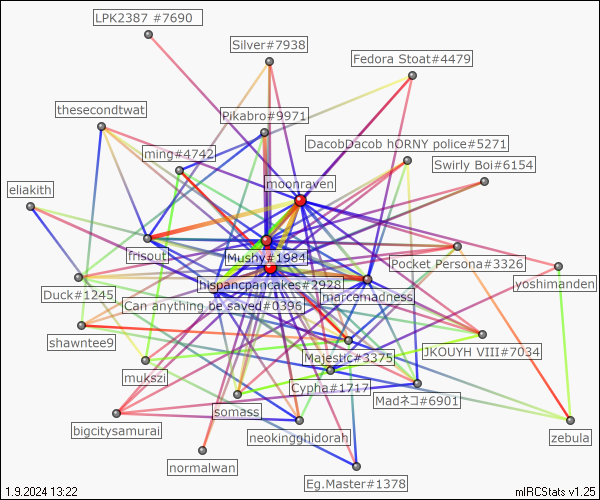 LPK2387 #7690
Silver#7938
Fedora Stoat#4479
thesecondtwat
Pikabro#9971
DacobDacob hORNY police#5271
ming#4742
Swirly Boi#6154
moonraven
eliakith
frisout
Mushy#1984
Pocket Persona#3326
hispancpancakes#2928
yoshimanden
Duck#1245
marcemadness
Can anything be saved#0396
shawntee9
Majestic#3375
JKOUYH VIII#7034
mukszi
Cypha#1717
Madネコ#6901
somass
bigcitysamurai
neokingghidorah
zebula
normalwan
Eg.Master#1378
1.9.2024 13:22
mIRCStats v1.25